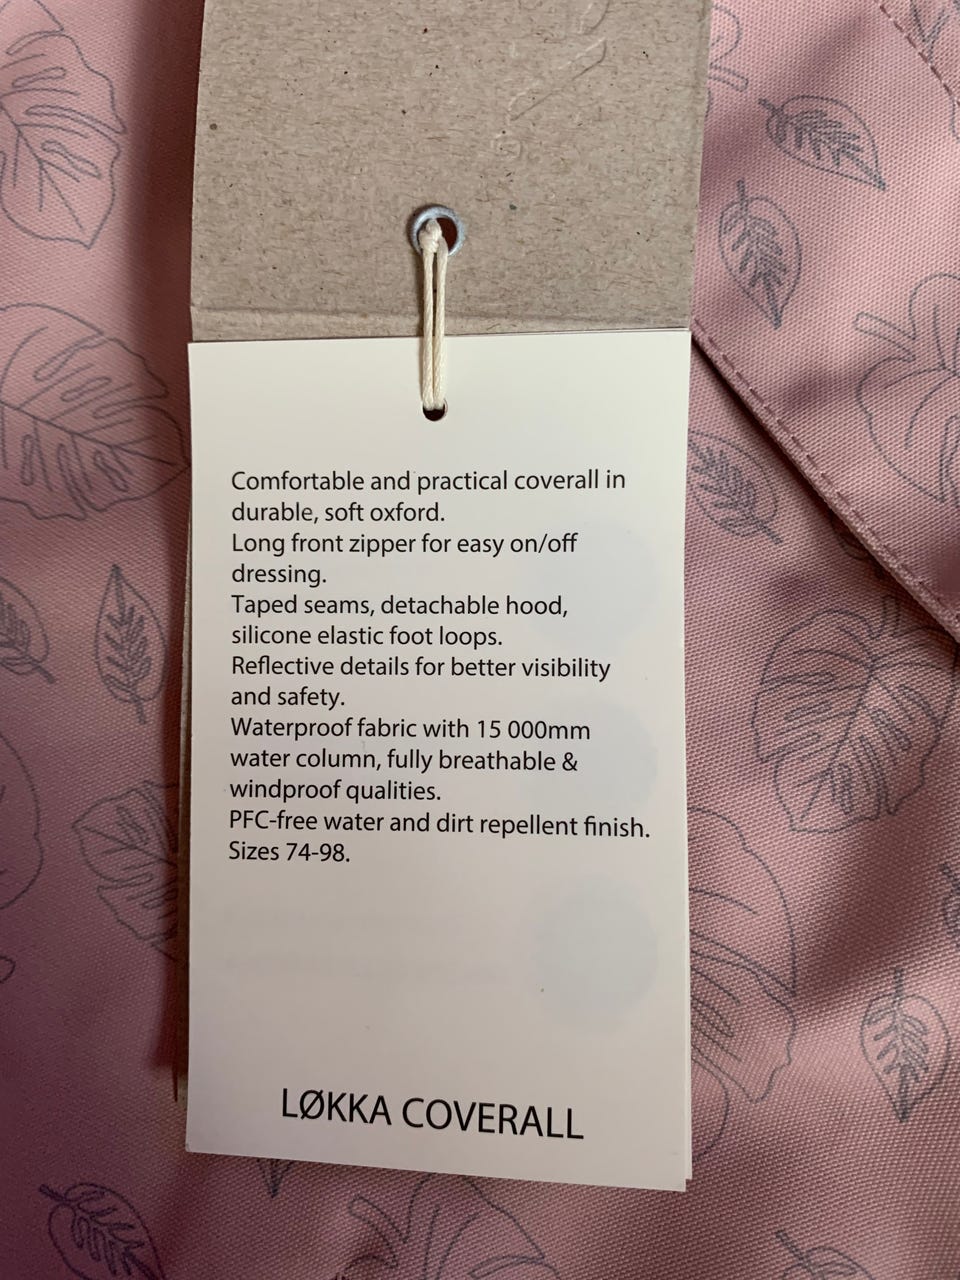 Comfortable and practical coverall in
durable, soft oxford.
Long front zipper for easy on/off
dressing.
Taped seams, detachable hood,
silicone elastic foot loops.
Reflective details for better visibility
and safety.
Waterproof fabric with 15 000mm
water column, fully breathable &
windproof qualities.
PFC-free water and dirt repellent finish.
Sizes 74-98.
LØKKA COVERALL